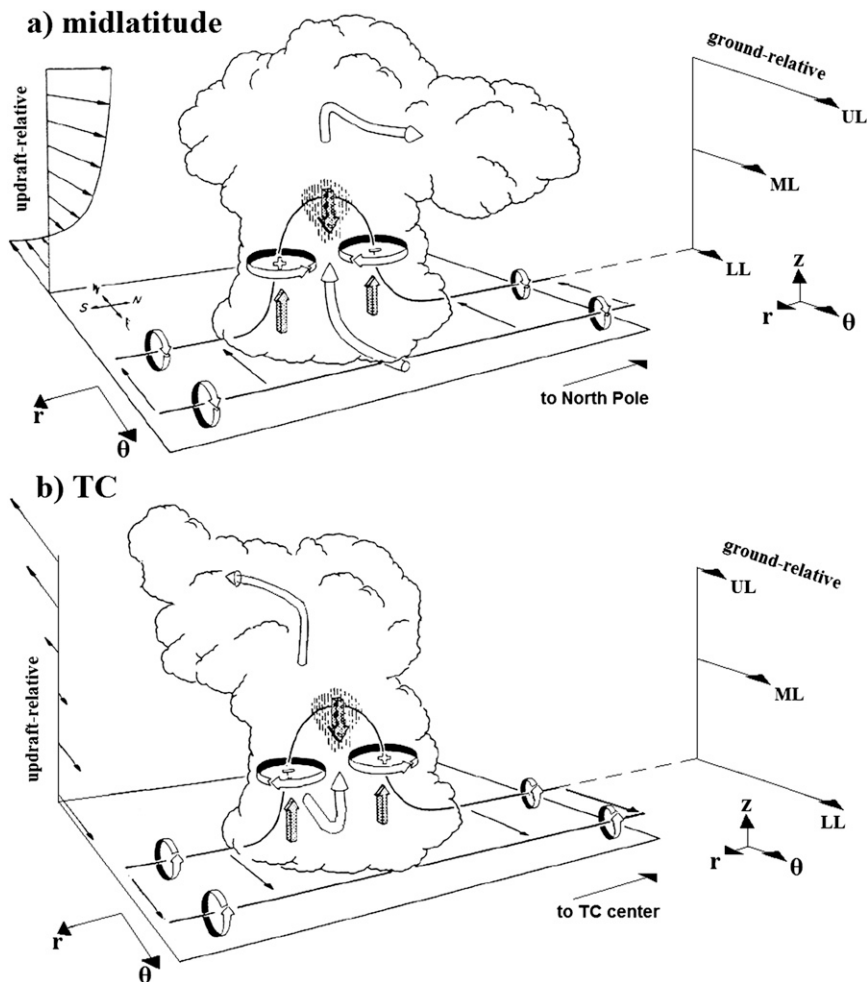 a) midlatitude
updraft-relative
ground-relative
UL
ML
LL
+
-
S
N
z
r
θ
r
θ
to North Pole
b) TC
updraft-relative
ground-relative
UL
ML
LL
-
+
z
r
θ
r
θ
to TC center